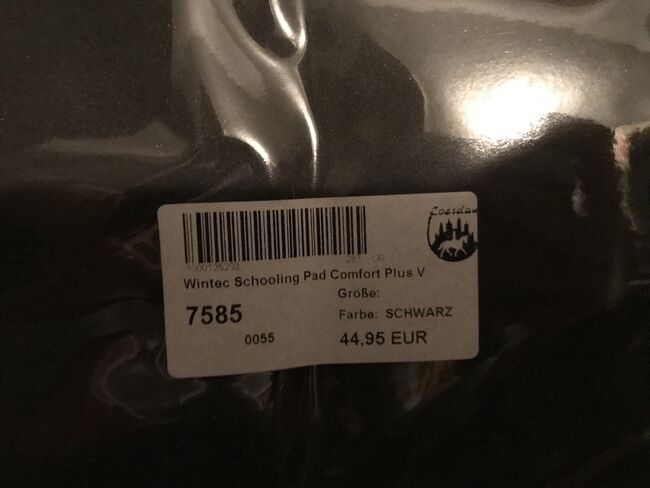 Loesdau
Wintec Schooling Pad Comfort Plus V
Größe:
7585
Farbe: SCHWARZ
0055
44,95 EUR